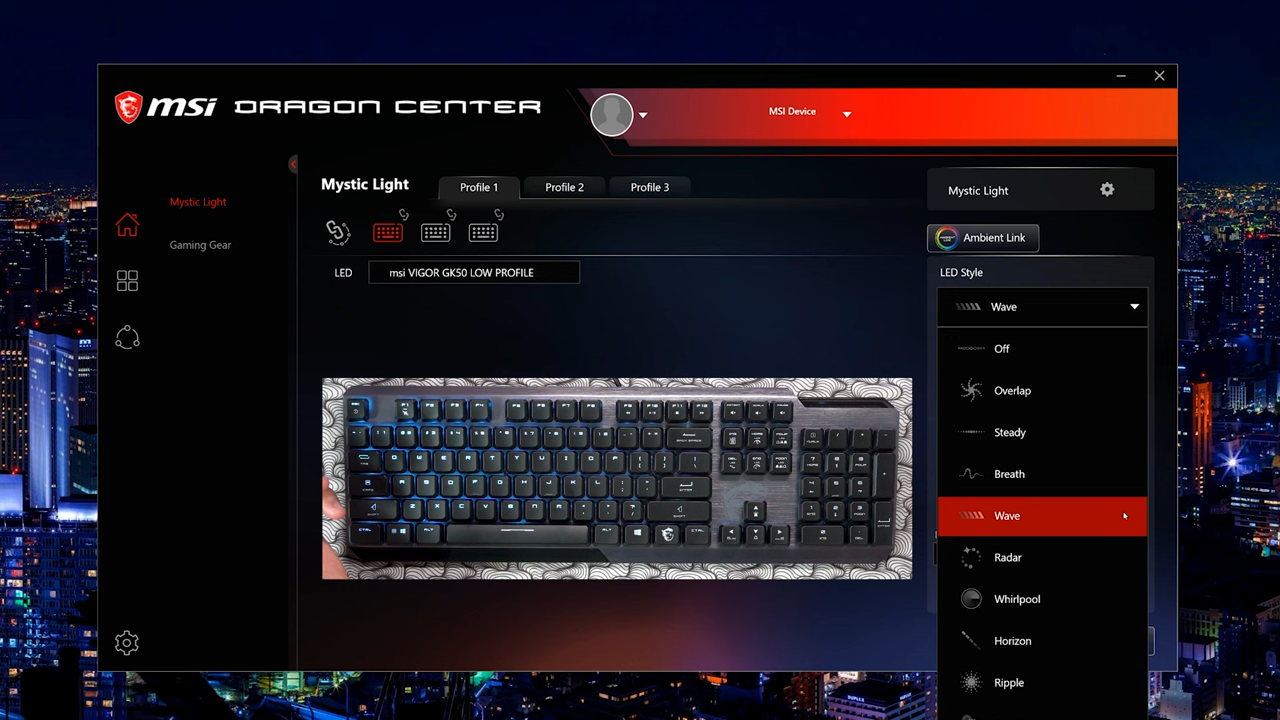 msi DRAGON CENTER
MSI Device
Mystic Light
Gaming Gear
Mystic Light
Profile 1
Profile 2
Profile 3
LED
msi VIGOR GK50 LOW PROFILE
Mystic Light
Ambient Link
LED Style
Wave
Off
Overlap
Steady
Breath
Wave
Radar
Whirlpool
Horizon
Ripple